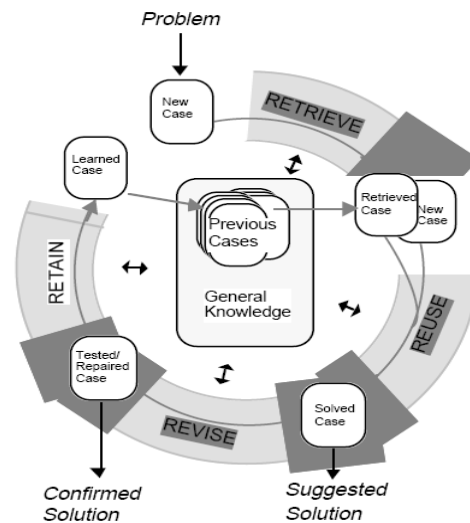 Problem
New
Case
RETRIEVE
Learned
Case
Previous
Cases
General
Knowledge
Retrieved
Case
New
Case
REUSE
RETAIN
Tested/
Repaired
Case
REVISE
Solved
Case
Confirmed
Solution
Suggested
Solution